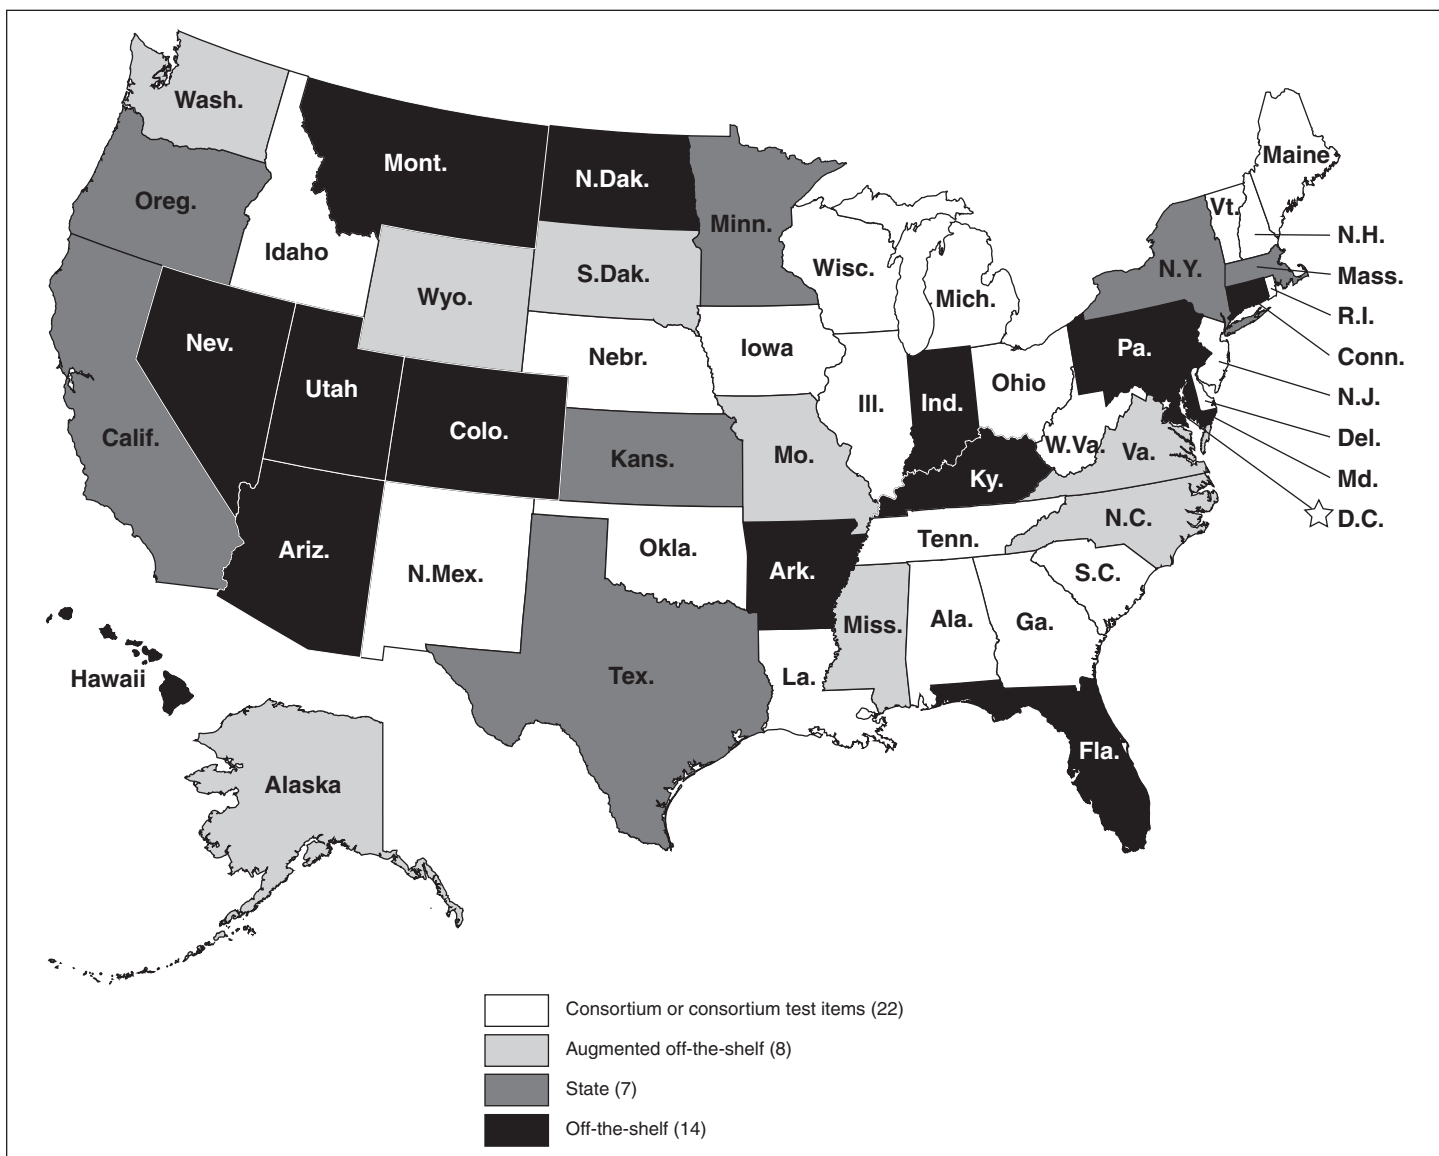 Wash.
Mont.
N.Dak.
Maine
Oreg.
Minn.
Vt.
Idaho
N.H.
Wisc.
S.Dak.
N.Y.
Mass.
Wyo.
Mich.
R.I.
Nev.
Nebr.
Iowa
Pa.
Conn.
Utah
Ohio
N.J.
Ill.
Ind.
Colo.
Calif.
Del.
W.Va.
Va.
Kans.
Mo.
Ky.
Md.
N.C.
D.C.
Ariz.
Okla.
Tenn.
N.Mex.
Ark.
S.C.
Miss.
Ala.
Ga.
Hawaii
Tex.
La.
Fla.
Alaska
Consortium or consortium test items (22)
Augmented off-the-shelf (8)
State (7)
Off-the-shelf (14)